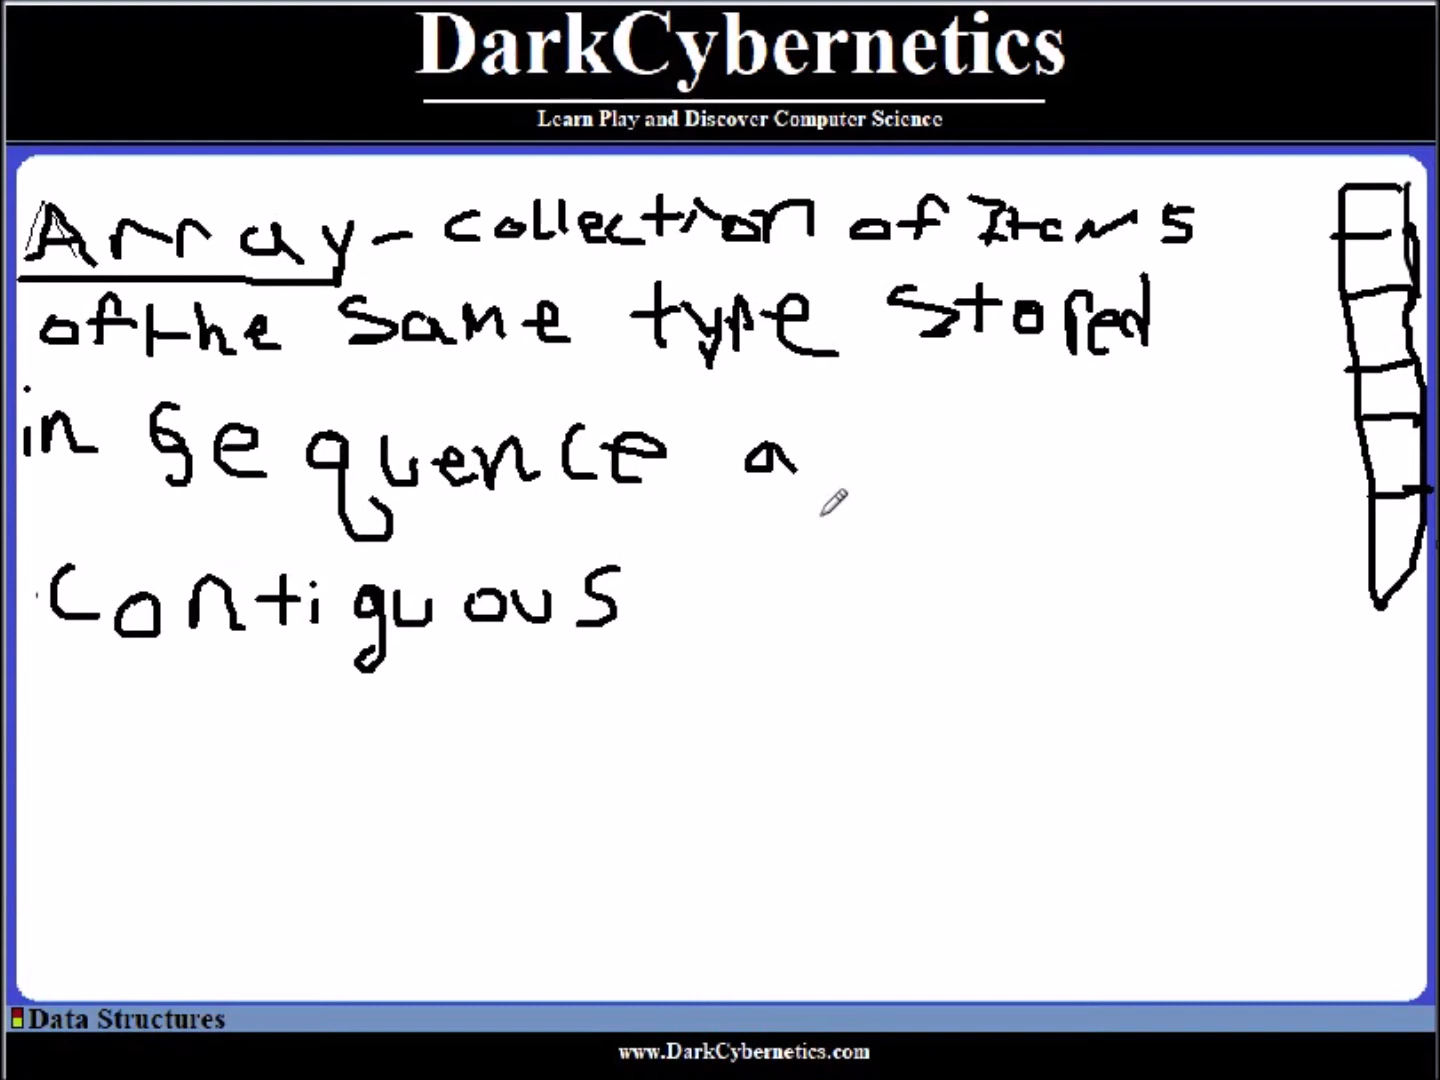 DarkCybernetics
Learn Play and Discover Computer Science
Array - collection of Items
of the same type stored
in sequence a
contiguous
Data Structures
www.DarkCybernetics.com